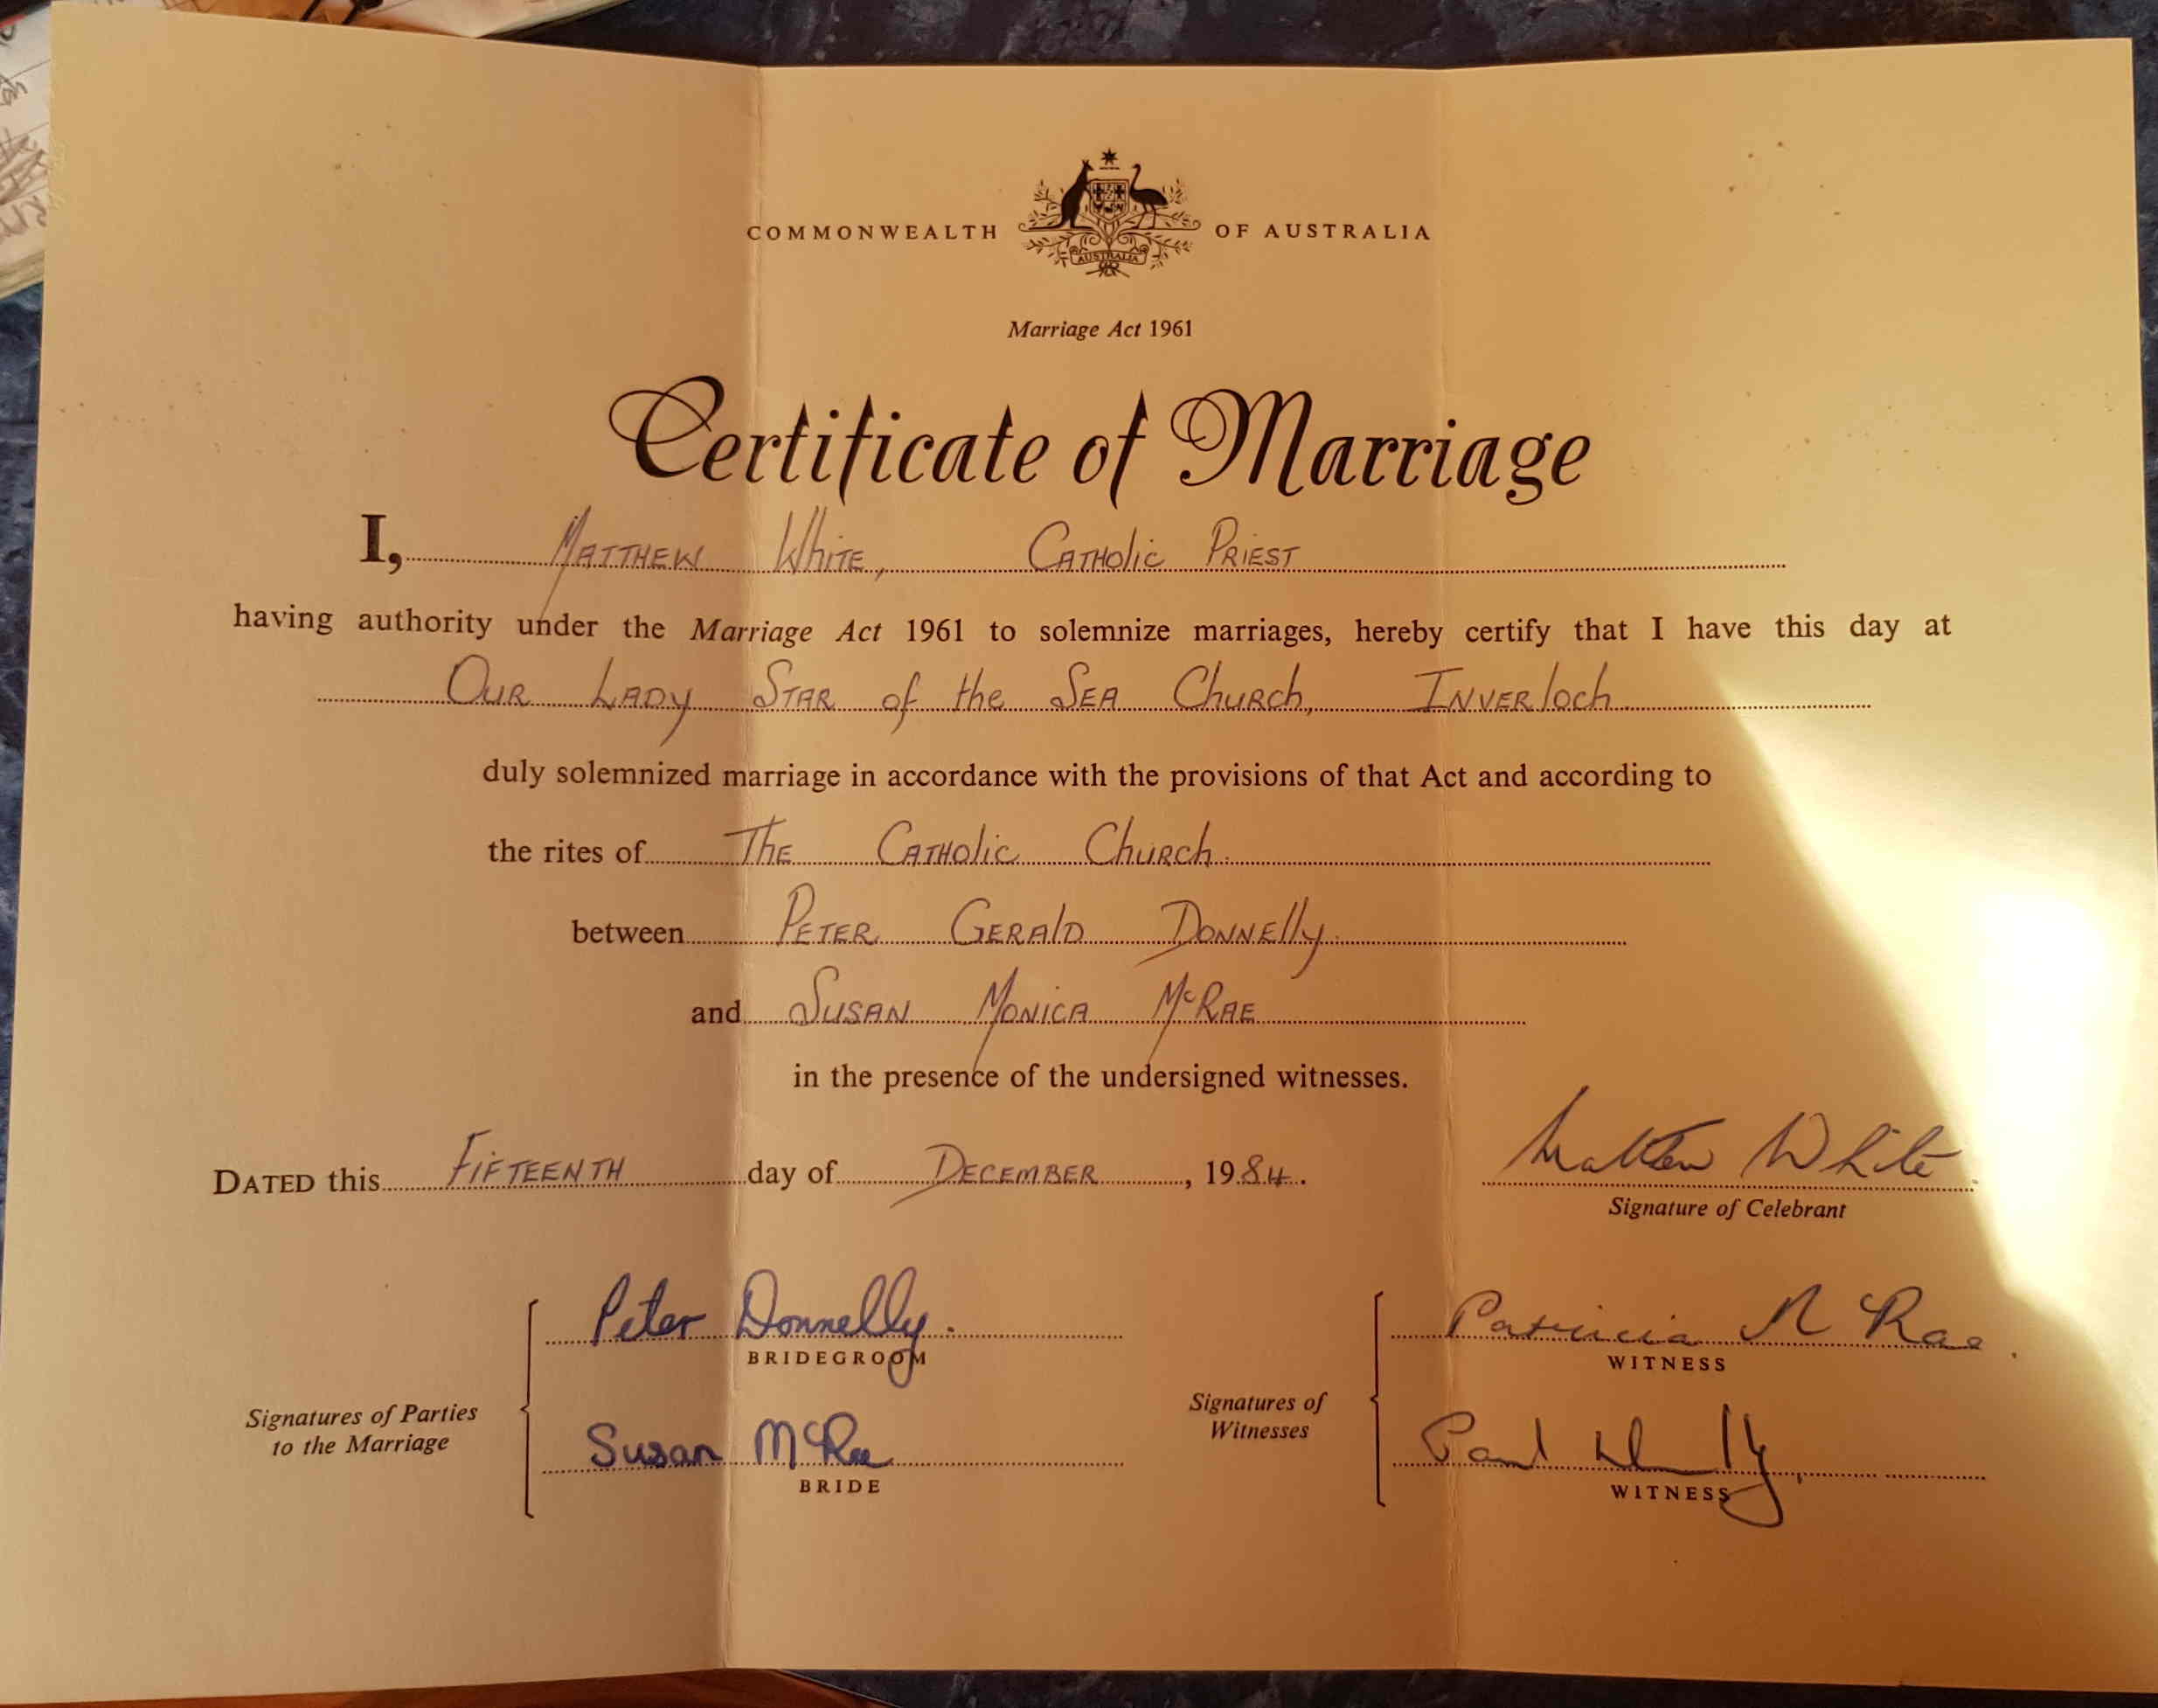 COMMONWEALTH OF AUSTRALIA
AUSTRALIA
Marriage Act 1961
Certificate of Marriage
I, MATTHEW White, CATHOLIC PRIEST
having authority under the Marriage Act 1961 to solemnize marriages, hereby certify that I have this day at
OUR LADY STAR of the SEA Church, INVERloch.
duly solemnized marriage in accordance with the provisions of that Act and according to
the rites of The CATHOLIC Church.
between PETER GERALD DONNElly.
and SUSAN MONICA McRAE
in the presence of the undersigned witnesses.
DATED this FIFTEENTH day of DECEMBER, 1984.
Matthew White
Signature of Celebrant
Signatures of Parties to the Marriage
Peter Donnelly.
BRIDEGROOM
Susan McRae
BRIDE
Signatures of Witnesses
Patricia McRae.
WITNESS
Paul
WITNESS